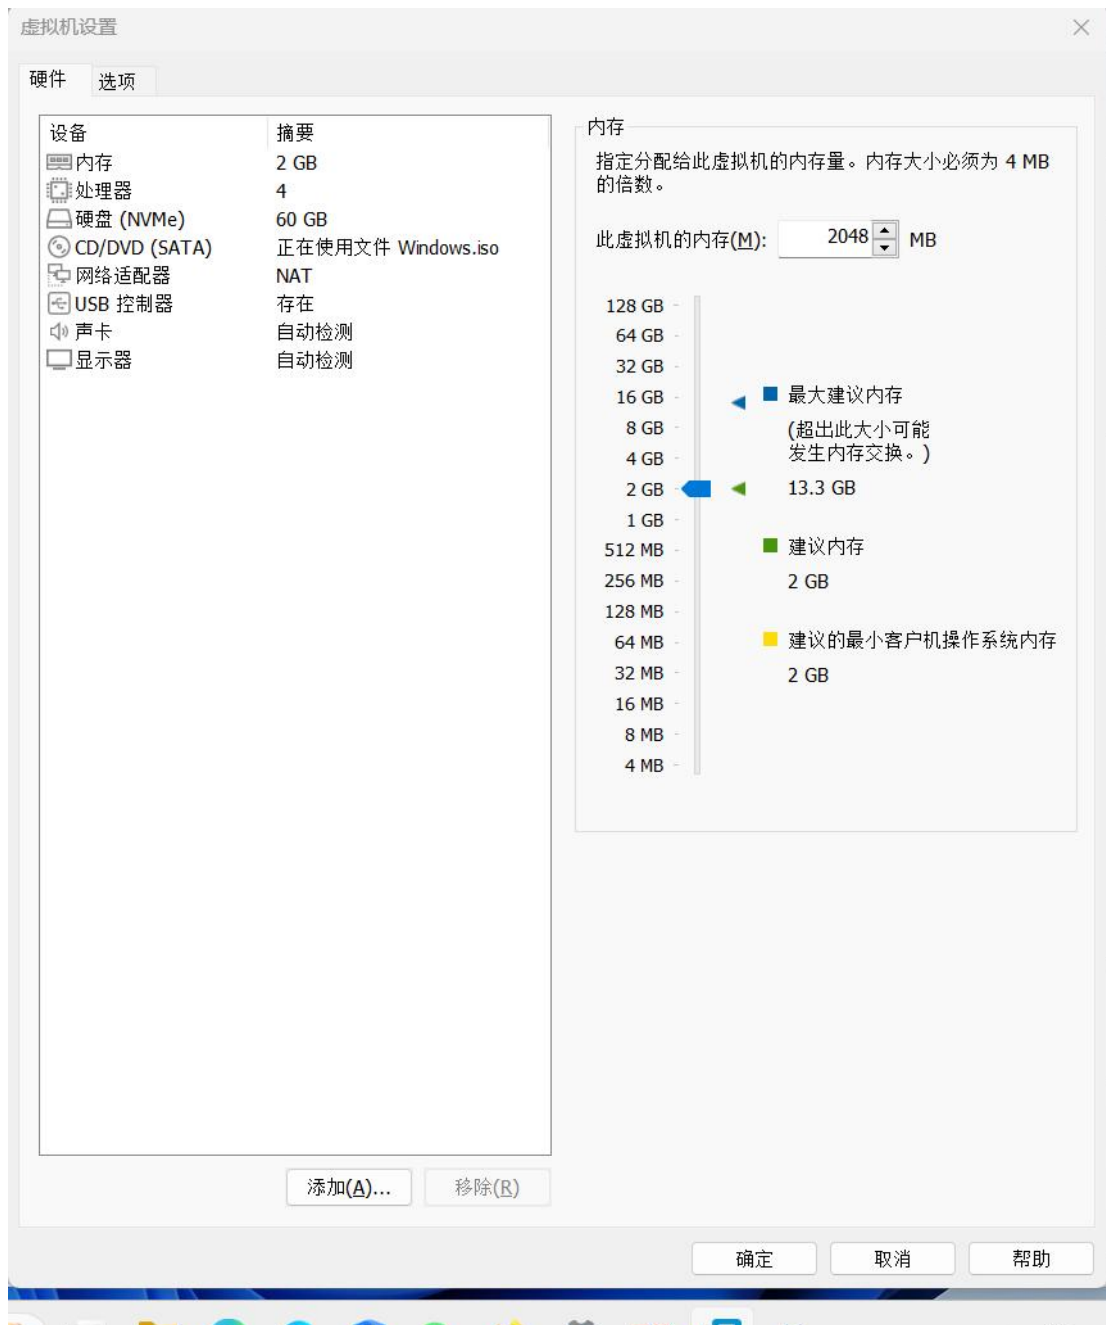 虚拟机设置
硬件 选项
设备 摘要
内存 2 GB
处理器 4
硬盘 (NVMe) 60 GB
CD/DVD (SATA) 正在使用文件 Windows.iso
网络适配器 NAT
USB 控制器 存在
声卡 自动检测
显示器 自动检测
添加(A)... 移除(R)
内存
指定分配给此虚拟机的内存量。内存大小必须为 4 MB
的倍数。
此虚拟机的内存(M): 2048 MB
128 GB
64 GB
32 GB
16 GB
8 GB
4 GB
2 GB
1 GB
512 MB
256 MB
128 MB
64 MB
32 MB
16 MB
8 MB
4 MB
最大建议内存
(超出此大小可能
发生内存交换。)
13.3 GB
建议内存
2 GB
建议的最小客户机操作系统内存
2 GB
确定 取消 帮助